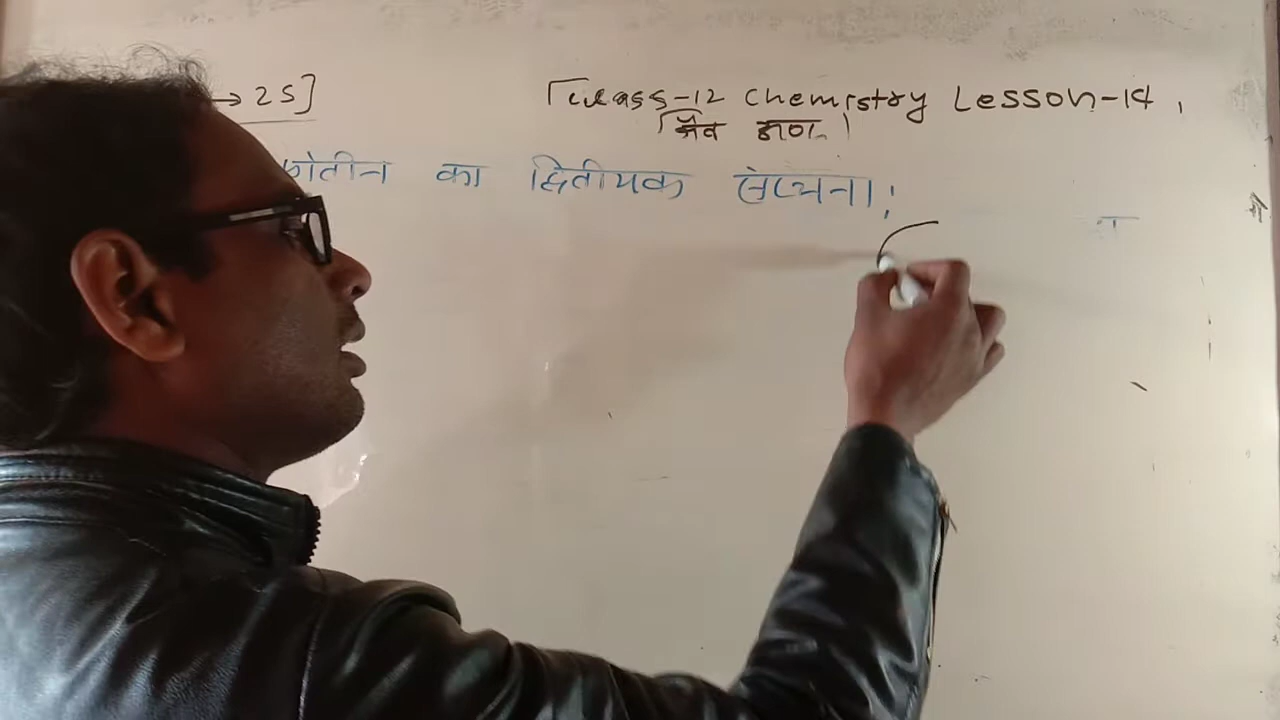 → 25]
[Class-12 Chemistry Lesson-14,
[जैव अणु]
प्रोटीन का द्वितीयक संरचना: